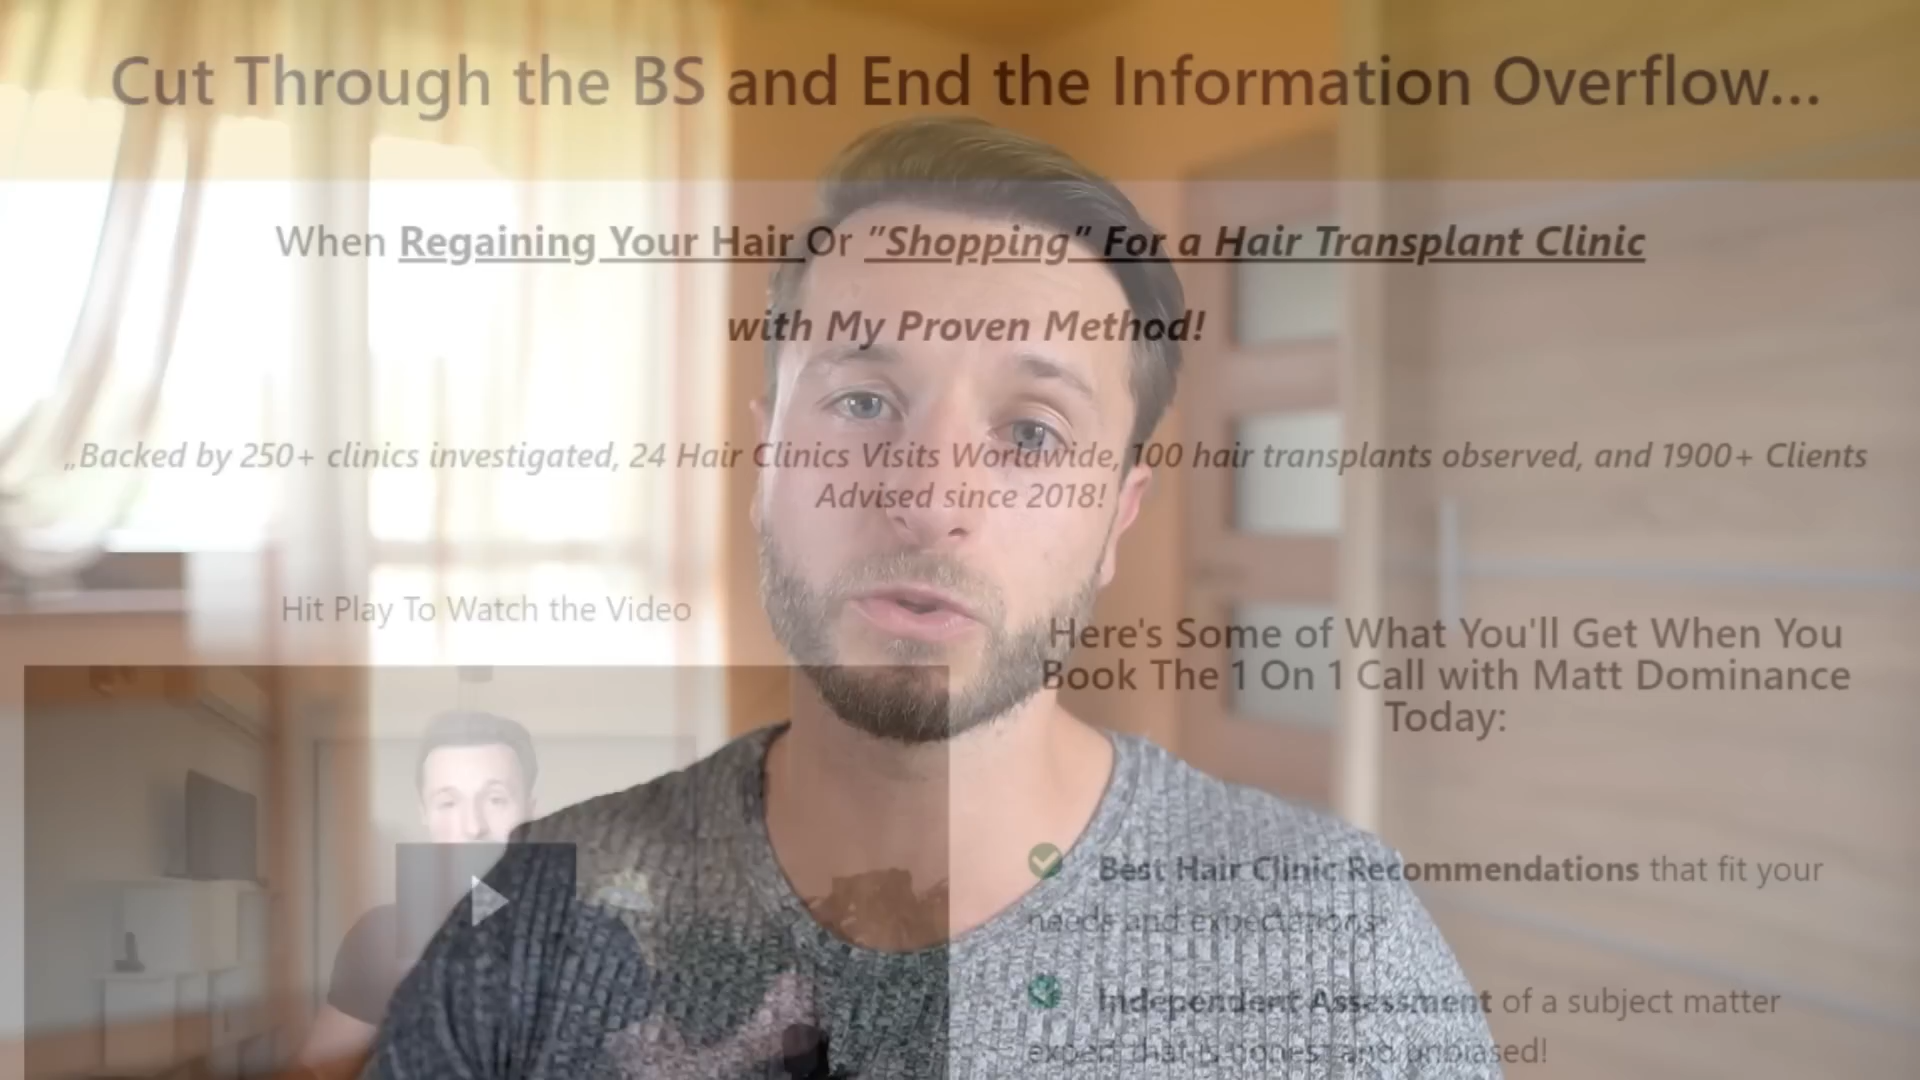 Cut Through the BS and End the Information Overflow...
When Regaining Your Hair Or "Shopping" For a Hair Transplant Clinic
with My Proven Method!
„Backed by 250+ clinics investigated, 24 Hair Clinics Visits Worldwide, 100 hair transplants observed, and 1900+ Clients
Advised since 2018!
Hit Play To Watch the Video
Here's Some of What You'll Get When You
Book The 1 On 1 Call with Matt Dominance
Today:
Best Hair Clinic Recommendations that fit your
needs and expectations
Independent Assessment of a subject matter
expert that is honest and unbiased!